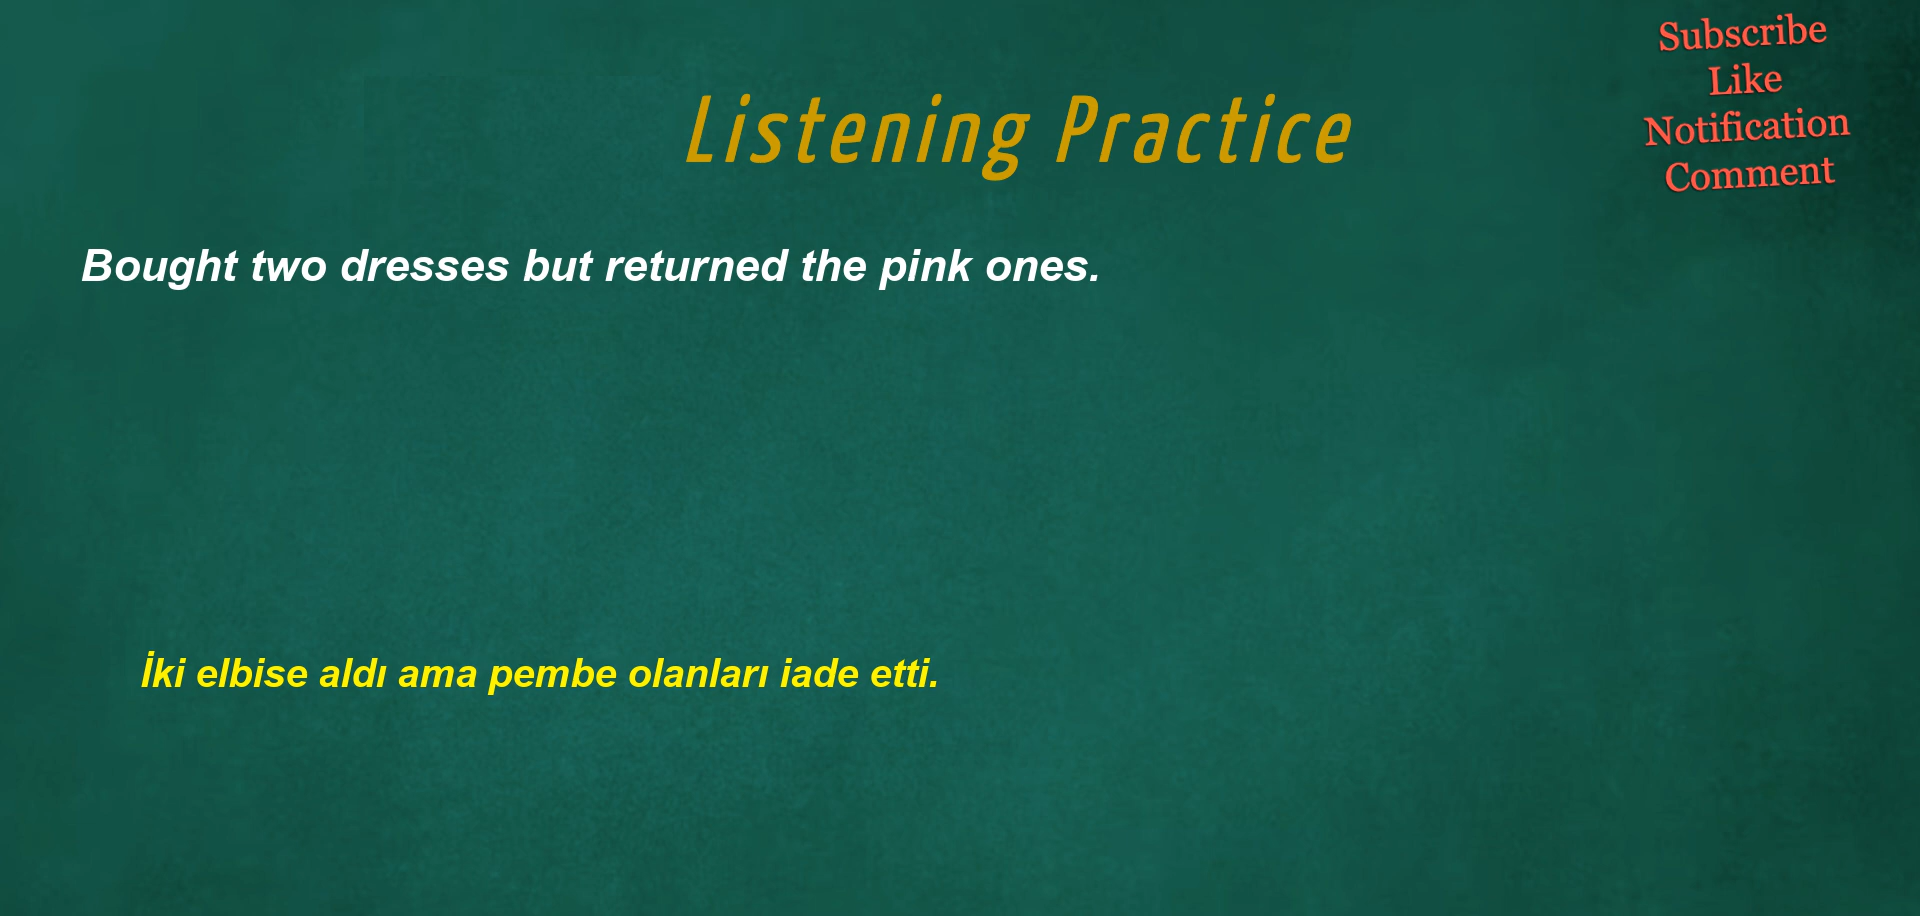 Subscribe
Like
Notification
Comment
Listening Practice
Bought two dresses but returned the pink ones.
İki elbise aldı ama pembe olanları iade etti.